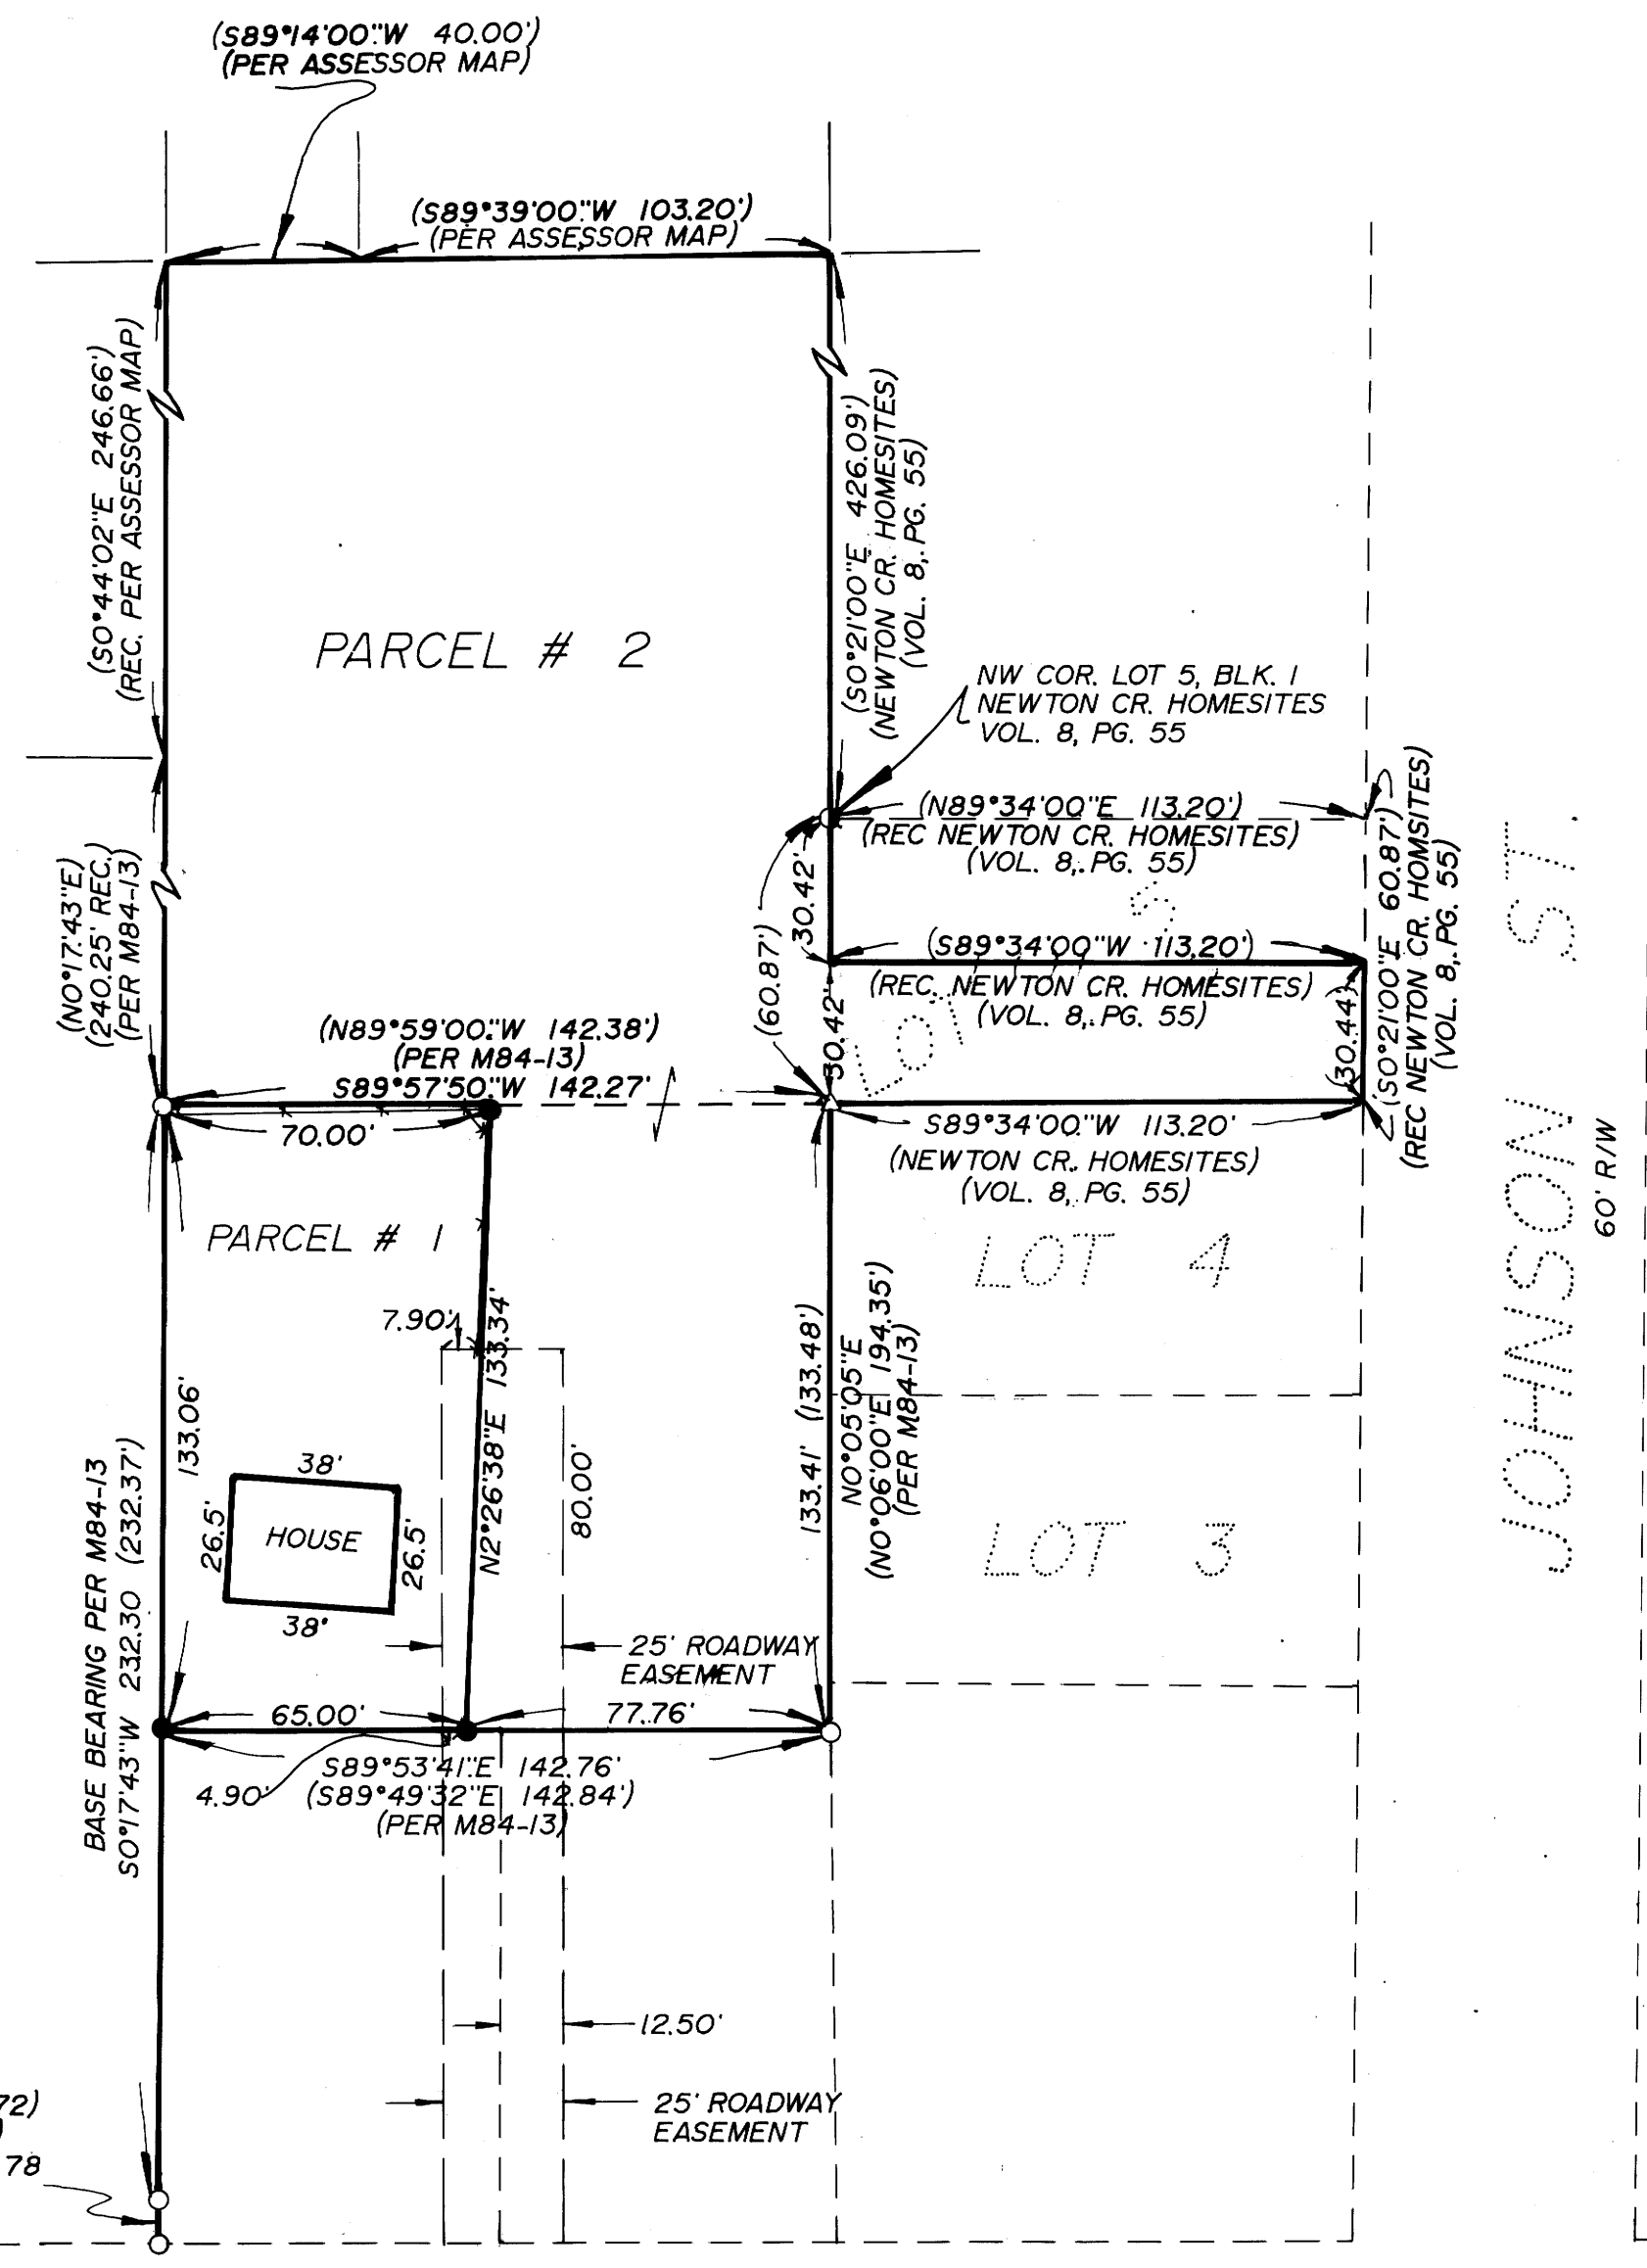 (S89°14'00"W 40.00')
(PER ASSESSOR MAP)
(S89°39'00"W 103.20')
(PER ASSESSOR MAP)
(S0°44'02"E 246.66')
(REC. PER ASSESSOR MAP)
(S0°21'00"E 426.09')
(NEWTON CR. HOMESITES)
(VOL. 8, PG. 55)
PARCEL # 2
NW COR. LOT 5, BLK. 1
NEWTON CR. HOMESITES
VOL. 8, PG. 55
(N89°34'00"E 113.20')
(REC NEWTON CR. HOMESITES)
(VOL. 8, PG. 55)
(S0°21'00"E 60.87')
(REC NEWTON CR. HOMSITES)
(VOL. 8, PG. 55)
(N0°17'43"E)
(240.25' REC.)
(PER M84-13)
(60.87')
30.42'
30.42'
LOT 5
(S89°34'00"W 113.20')
(REC. NEWTON CR. HOMESITES)
(VOL. 8, PG. 55)
(30.44')
(N89°59'00"W 142.38')
(PER M84-13)
S89°57'50"W 142.27'
70.00'
S89°34'00"W 113.20'
(NEWTON CR. HOMESITES)
(VOL. 8, PG. 55)
JOHNSON ST.
60' R/W
PARCEL # 1
LOT 4
7.90'
133.06'
N2°26'38"E 133.34'
80.00'
133.41' (133.48')
N0°05'05"E
(N0°06'00"E 194.35')
(PER M84-13)
LOT 3
38'
26.5'
HOUSE
26.5'
38'
BASE BEARING PER M84-13
S0°17'43"W 232.30 (232.37')
25' ROADWAY
EASEMENT
65.00'
77.76'
S89°53'41"E 142.76'
4.90'
(S89°49'32"E 142.84')
(PER M84-13)
12.50'
25' ROADWAY
EASEMENT
72)
)
78